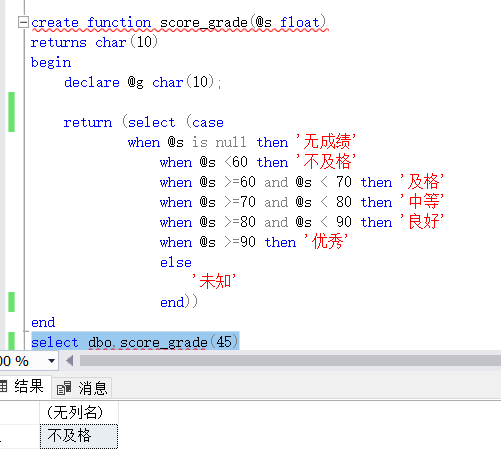 create function score_grade(@s float)
returns char(10)
begin
declare @g char(10);
return (select (case
when @s is null then '无成绩'
when @s <60 then '不及格'
when @s >=60 and @s < 70 then '及格'
when @s >=70 and @s < 80 then '中等'
when @s >=80 and @s < 90 then '良好'
when @s >=90 then '优秀'
else
'未知'
end))
end
select dbo.score_grade(45)
00 %
结果 消息
(无列名)
不及格